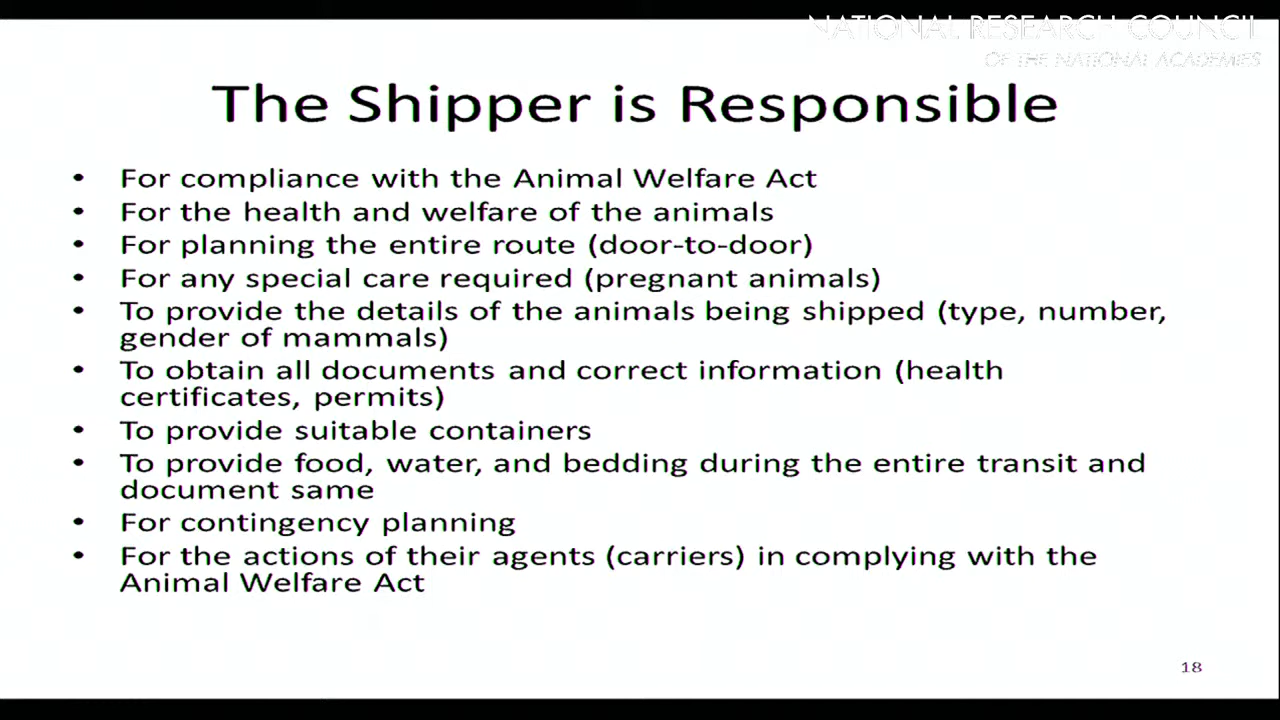 NATIONAL RESEARCH COUNCIL
OF THE NATIONAL ACADEMIES
The Shipper is Responsible
• For compliance with the Animal Welfare Act
• For the health and welfare of the animals
• For planning the entire route (door-to-door)
• For any special care required (pregnant animals)
• To provide the details of the animals being shipped (type, number,
gender of mammals)
• To obtain all documents and correct information (health
certificates, permits)
• To provide suitable containers
• To provide food, water, and bedding during the entire transit and
document same
• For contingency planning
• For the actions of their agents (carriers) in complying with the
Animal Welfare Act
18